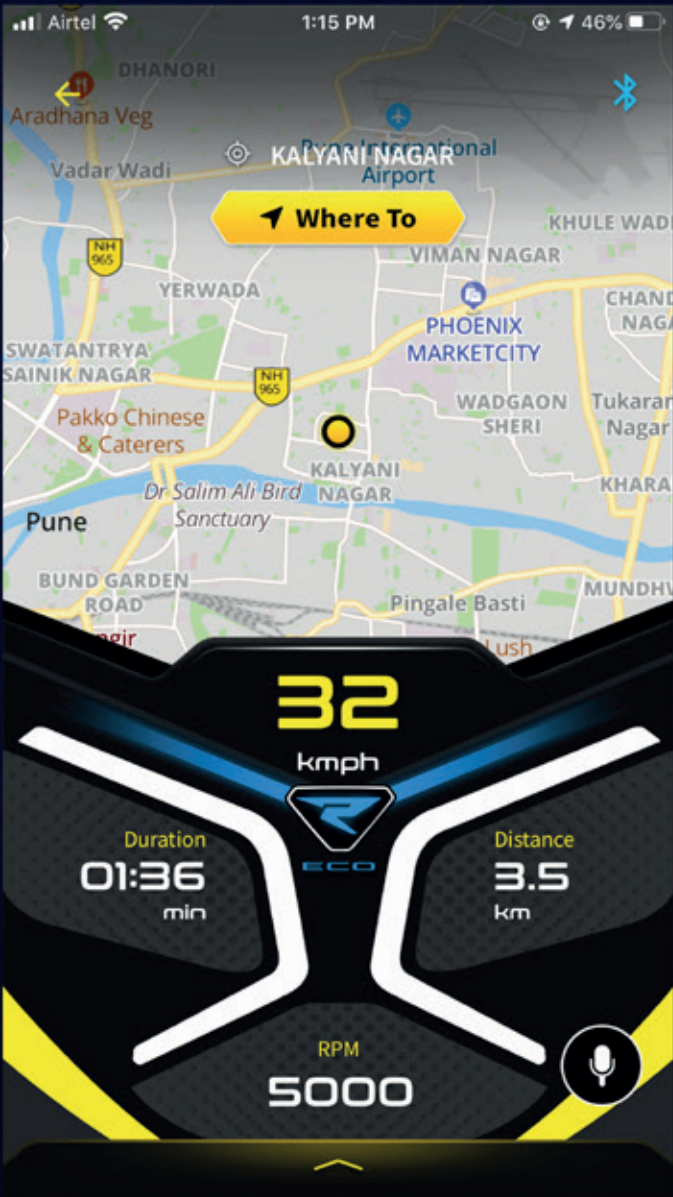 Airtel
1:15 PM
46%
DHANORI
Aradhana Veg
Vadar Wadi
Pune International
Airport
KALYANI NAGAR
Where To
KHULE WADI
NH
965
VIMAN NAGAR
YERWADA
PHOENIX
MARKETCITY
CHAND
NAGA
SWATANTRYA
SAINIK NAGAR
NH
965
WADGAON
SHERI
Tukaram
Nagar
Pakko Chinese
& Caterers
KALYANI
NAGAR
Dr Salim Ali Bird
Sanctuary
KHARA
Pune
BUND GARDEN
ROAD
Pingale Basti
MUNDHW
ngir
Lush
32
kmph
R
ECO
Duration
01:36
min
Distance
3.5
km
RPM
5000